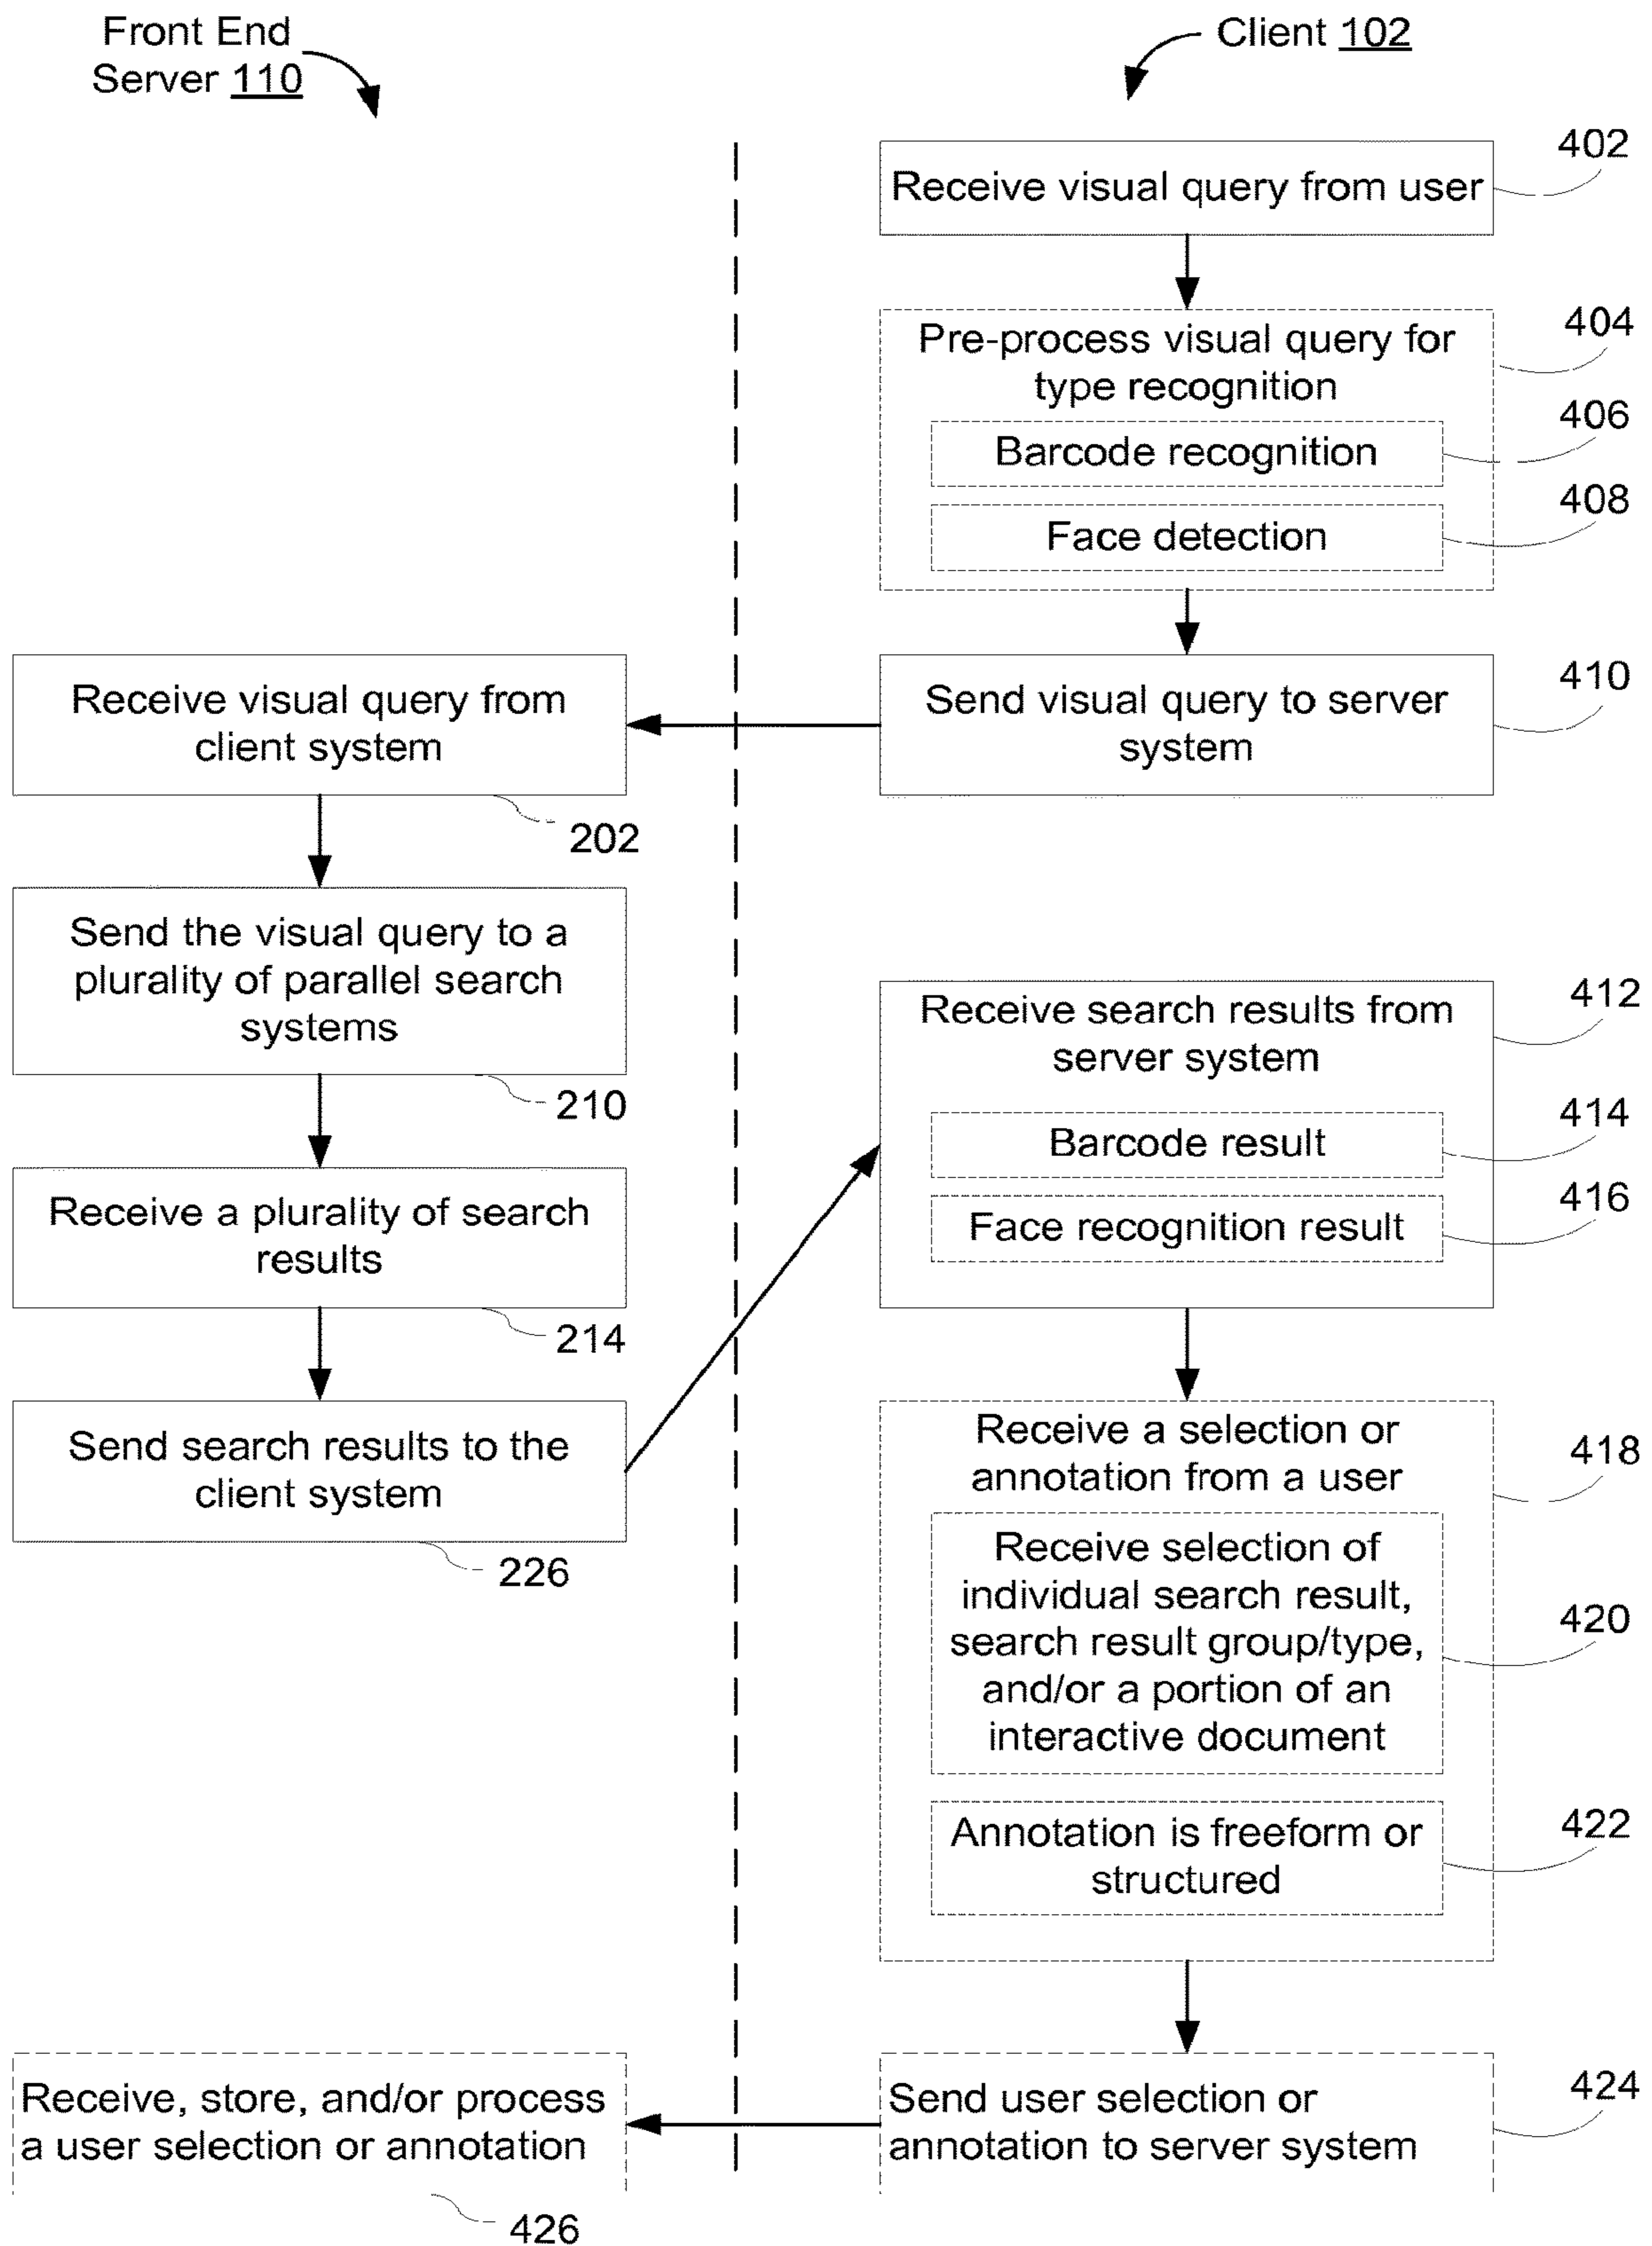 Front End
Server 110
Client 102
402
Receive visual query from user
404
Pre-process visual query for
type recognition
406
Barcode recognition
408
Face detection
410
Send visual query to server
system
Receive visual query from
client system
202
Send the visual query to a
plurality of parallel search
systems
210
412
Receive search results from
server system
414
Barcode result
416
Face recognition result
Receive a plurality of search
results
214
Send search results to the
client system
226
418
Receive a selection or
annotation from a user
420
Receive selection of
individual search result,
search result group/type,
and/or a portion of an
interactive document
422
Annotation is freeform or
structured
424
Send user selection or
annotation to server system
Receive, store, and/or process
a user selection or annotation
426